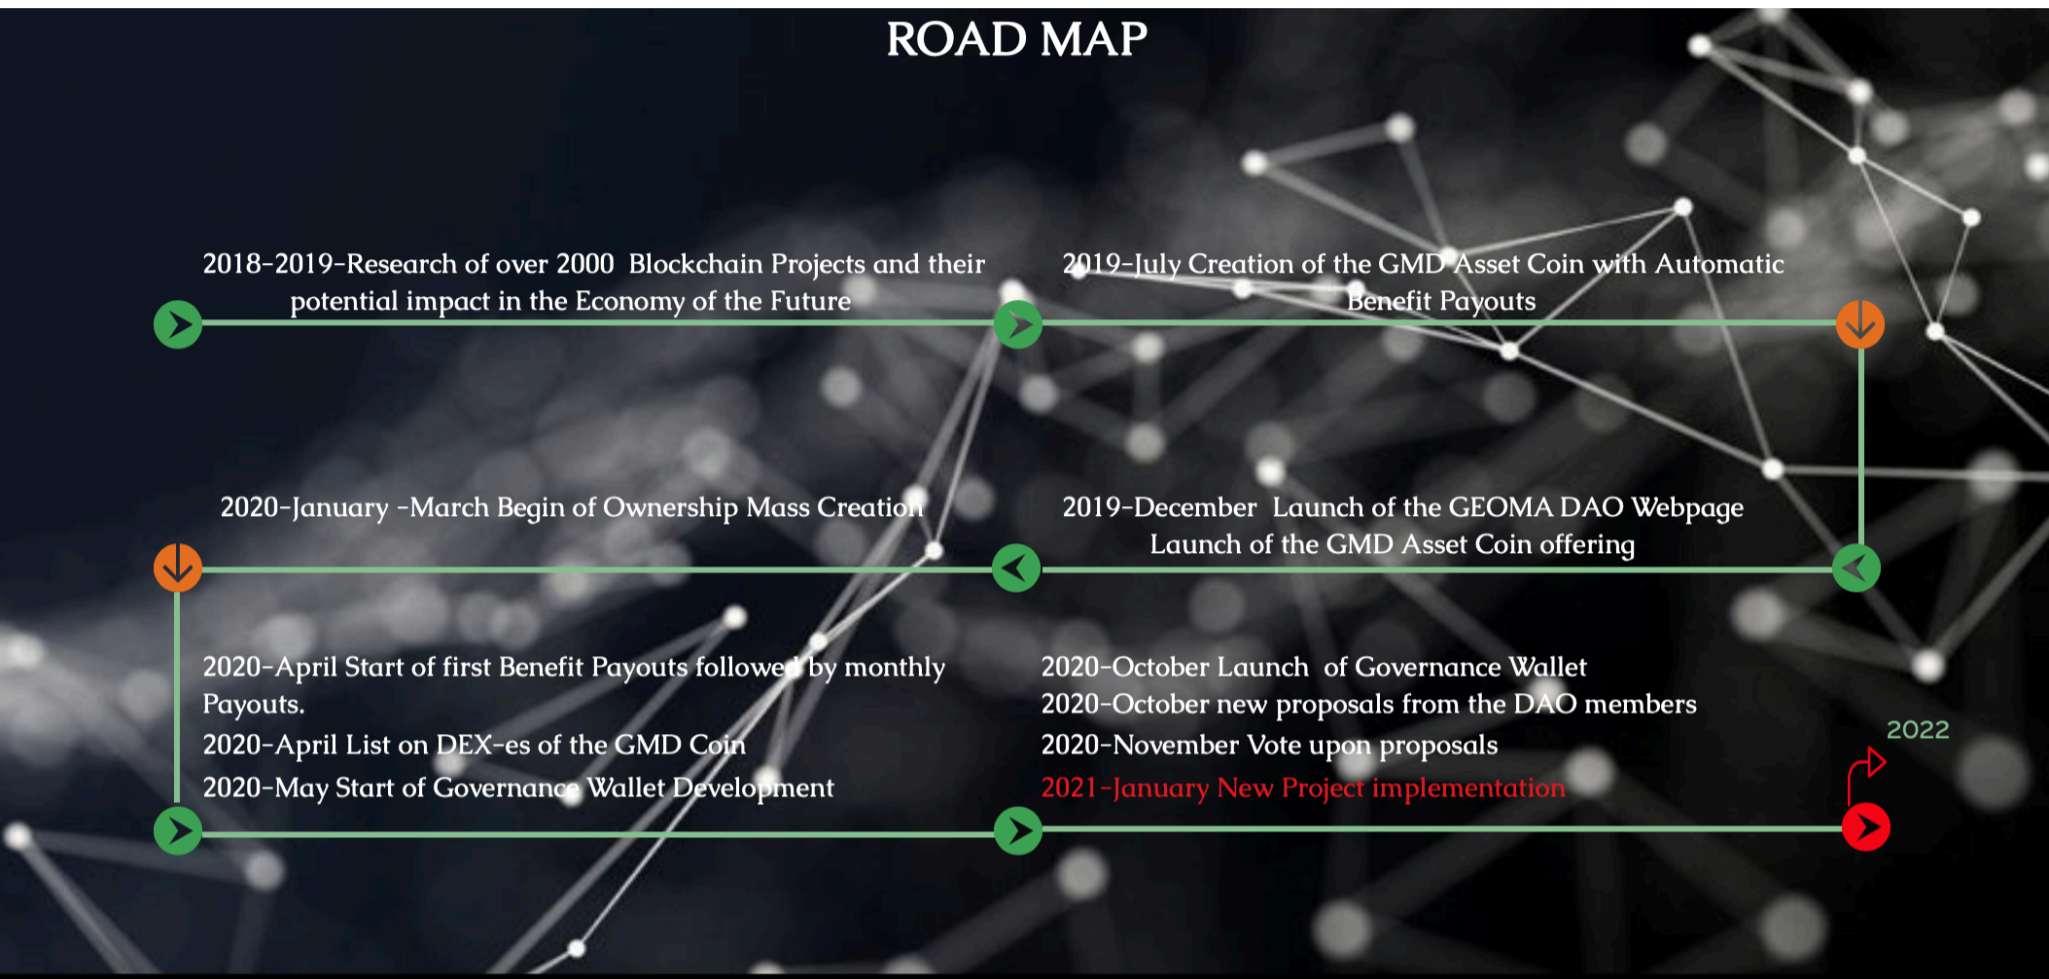 ROAD MAP
2018-2019-Research of over 2000 Blockchain Projects and their
potential impact in the Economy of the Future
2019-July Creation of the GMD Asset Coin with Automatic
Benefit Payouts
2020-January -March Begin of Ownership Mass Creation
2019-December Launch of the GEOMA DAO Webpage
Launch of the GMD Asset Coin offering
2020-April Start of first Benefit Payouts followed by monthly
Payouts.
2020-April List on DEX-es of the GMD Coin
2020-May Start of Governance Wallet Development
2020-October Launch of Governance Wallet
2020-October new proposals from the DAO members
2020-November Vote upon proposals
2021-January New Project implementation
2022